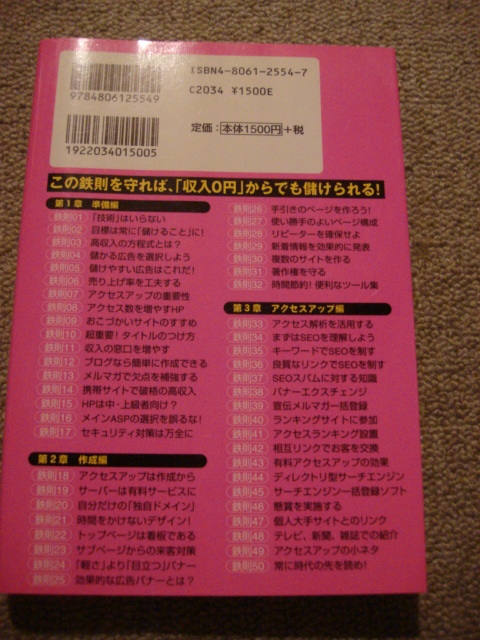 ISBN4-8061-2554-7
C2034 ¥1500E
9784806125549
定価：本体1500円+税
1922034015005
この鉄則を守れば、「収入0円」からでも儲けられる!
第1章 準備編
鉄則01 「技術」はいらない
鉄則02 目標は常に「儲けること」に!
鉄則03 高収入の方程式とは?
鉄則04 儲かる広告を選択しよう
鉄則05 儲けやすい広告はこれだ!
鉄則06 売り上げ率を工夫する
鉄則07 アクセスアップの重要性
鉄則08 アクセス数を増やすHP
鉄則09 おこづかいサイトのすすめ
鉄則10 超重要!タイトルのつけ方
鉄則11 収入の窓口を増やす
鉄則12 ブログなら簡単に作成できる
鉄則13 メルマガで欠点を補強する
鉄則14 携帯サイトで破格の高収入
鉄則15 HPは中・上級者向け?
鉄則16 メインASPの選択を誤るな!
鉄則17 セキュリティ対策は万全に
第2章 作成編
鉄則18 アクセスアップは作成から
鉄則19 サーバーは有料サービスに
鉄則20 自分だけの「独自ドメイン」
鉄則21 時間をかけないデザイン!
鉄則22 トップページは看板である
鉄則23 サブページからの来客対策
鉄則24 「軽さ」より「目立つ」バナー
鉄則25 効果的な広告バナーとは?
鉄則26 手引きのページを作ろう!
鉄則27 使い勝手のよいページ構成
鉄則28 リピーターを確保せよ
鉄則29 新着情報を効果的に発表
鉄則30 複数のサイトを作る
鉄則31 著作権を守る
鉄則32 時間節約!便利なツール集
第3章 アクセスアップ編
鉄則33 アクセス解析を活用する
鉄則34 まずはSEOを理解しよう
鉄則35 キーワードでSEOを制す
鉄則36 良質なリンクでSEOを制す
鉄則37 SEOスパムに対する知識
鉄則38 バナーエクスチェンジ
鉄則39 宣伝メルマガ一括登録
鉄則40 ランキングサイトに参加
鉄則41 アクセスランキング設置
鉄則42 相互リンクでお客を交換
鉄則43 有料アクセスアップの効果
鉄則44 ディレクトリ型サーチエンジン
鉄則45 サーチエンジン一括登録ソフト
鉄則46 懸賞を実施する
鉄則47 個人大手サイトとのリンク
鉄則48 テレビ、新聞、雑誌での紹介
鉄則49 アクセスアップの小ネタ
鉄則50 常に時代の先を読め!